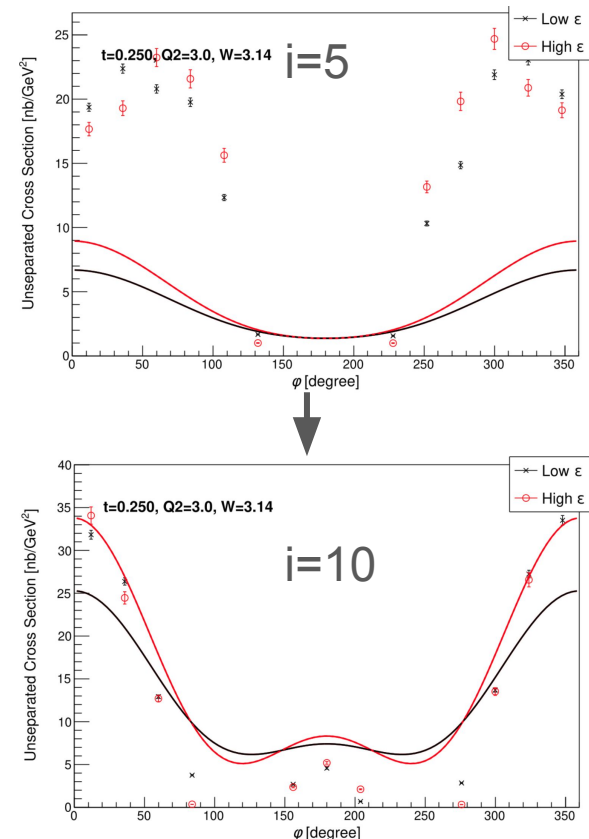 25
20
15
10
5
0
Unseparated Cross Section [nb/GeV²]
t=0.250, Q2=3.0, W=3.14
i=5
Low ε
High ε
0 50 100 150 200 250 300 350
φ [degree]
40
35
30
25
20
15
10
5
0
Unseparated Cross Section [nb/GeV²]
t=0.250, Q2=3.0, W=3.14
i=10
Low ε
High ε
0 50 100 150 200 250 300 350
φ [degree]